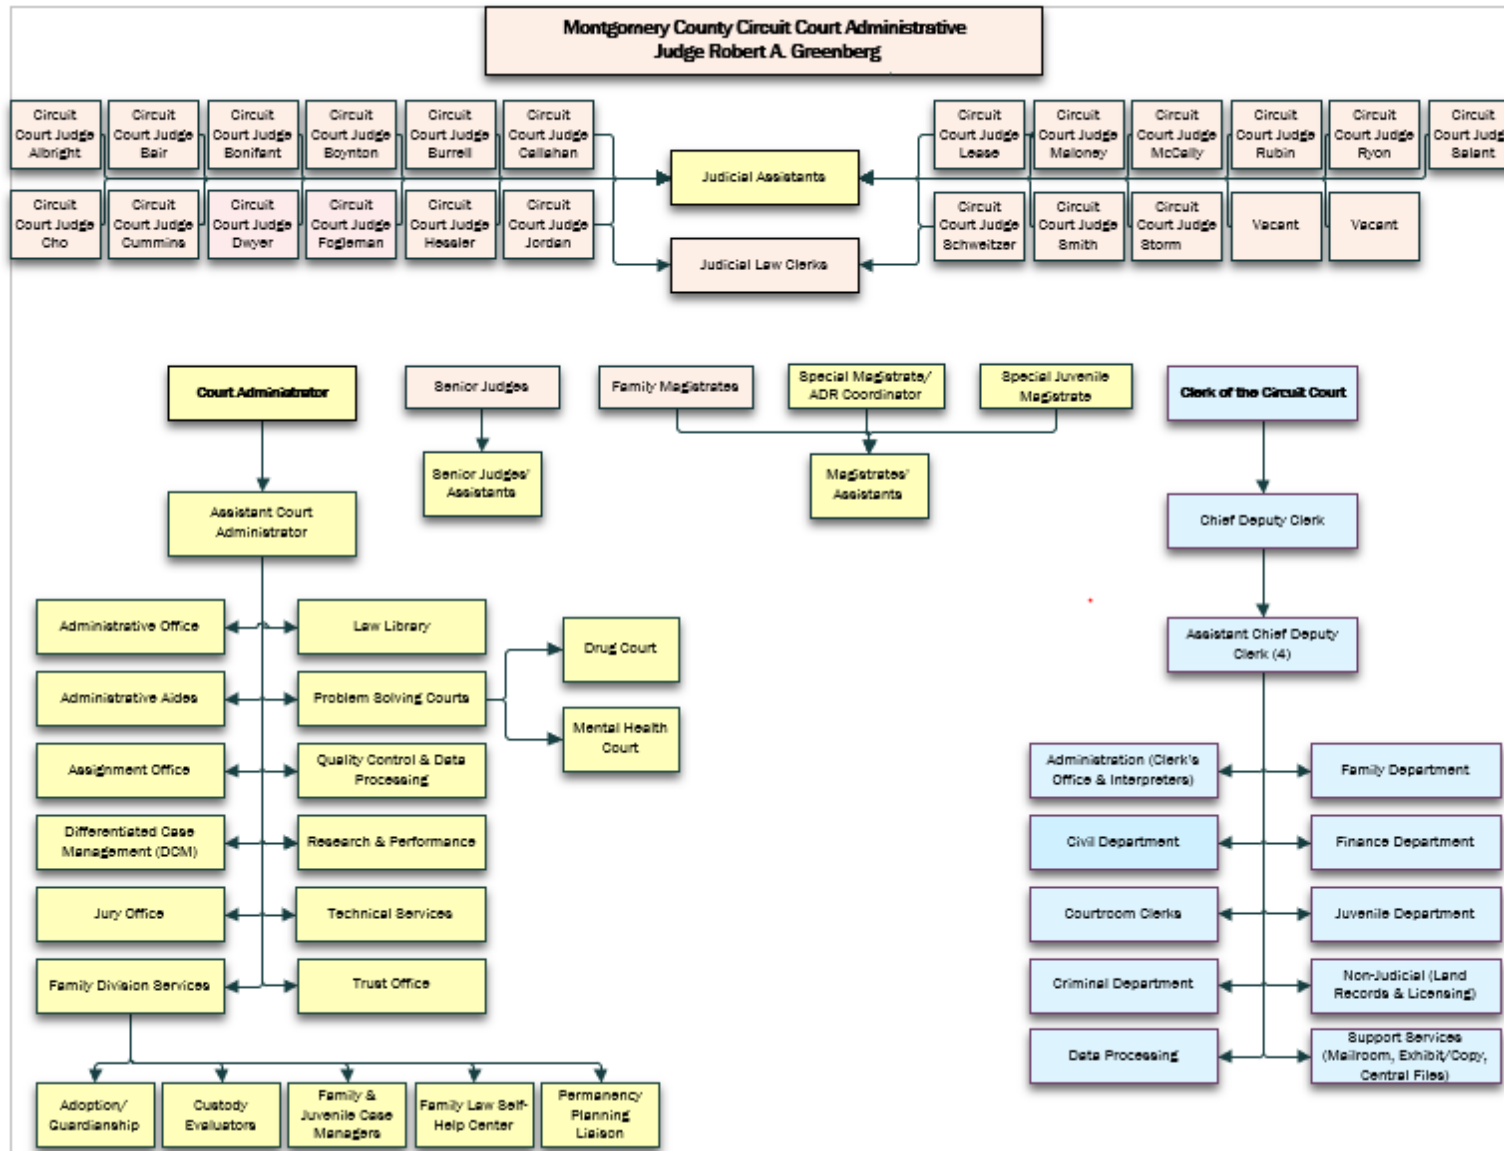 Montgomery County Circuit Court Administrative
Judge Robert A. Greenberg
Circuit
Court Judge
Albright
Circuit
Court Judge
Bair
Circuit
Court Judge
Bonifant
Circuit
Court Judge
Boynton
Circuit
Court Judge
Burrell
Circuit
Court Judge
Callahan
Circuit
Court Judge
Lease
Circuit
Court Judge
Maloney
Circuit
Court Judge
McCally
Circuit
Court Judge
Rubin
Circuit
Court Judge
Ryon
Circuit
Court Judge
Salant
Judicial Assistants
Circuit
Court Judge
Cho
Circuit
Court Judge
Cummins
Circuit
Court Judge
Dwyer
Circuit
Court Judge
Fogleman
Circuit
Court Judge
Hessler
Circuit
Court Judge
Jordan
Circuit
Court Judge
Schweitzer
Circuit
Court Judge
Smith
Circuit
Court Judge
Storm
Vacant
Vacant
Judicial Law Clerks
Court Administrator
Senior Judges
Family Magistrates
Special Magistrate/
ADR Coordinator
Special Juvenile
Magistrate
Clerk of the Circuit Court
Senior Judges'
Assistants
Magistrates'
Assistants
Assistant Court
Administrator
Chief Deputy Clerk
Administrative Office
Law Library
Drug Court
Assistant Chief Deputy
Clerk (4)
Administrative Aides
Problem Solving Courts
Mental Health
Court
Assignment Office
Quality Control & Data
Processing
Administration (Clerk's
Office & Interpreters)
Family Department
Differentiated Case
Management (DCM)
Research & Performance
Civil Department
Finance Department
Jury Office
Technical Services
Courtroom Clerks
Juvenile Department
Family Division Services
Trust Office
Criminal Department
Non-Judicial (Land
Records & Licensing)
Data Processing
Support Services
(Mailroom, Exhibit/Copy,
Central Files)
Adoption/
Guardianship
Custody
Evaluators
Family &
Juvenile Case
Managers
Family Law Self-
Help Center
Permanency
Planning
Liaison